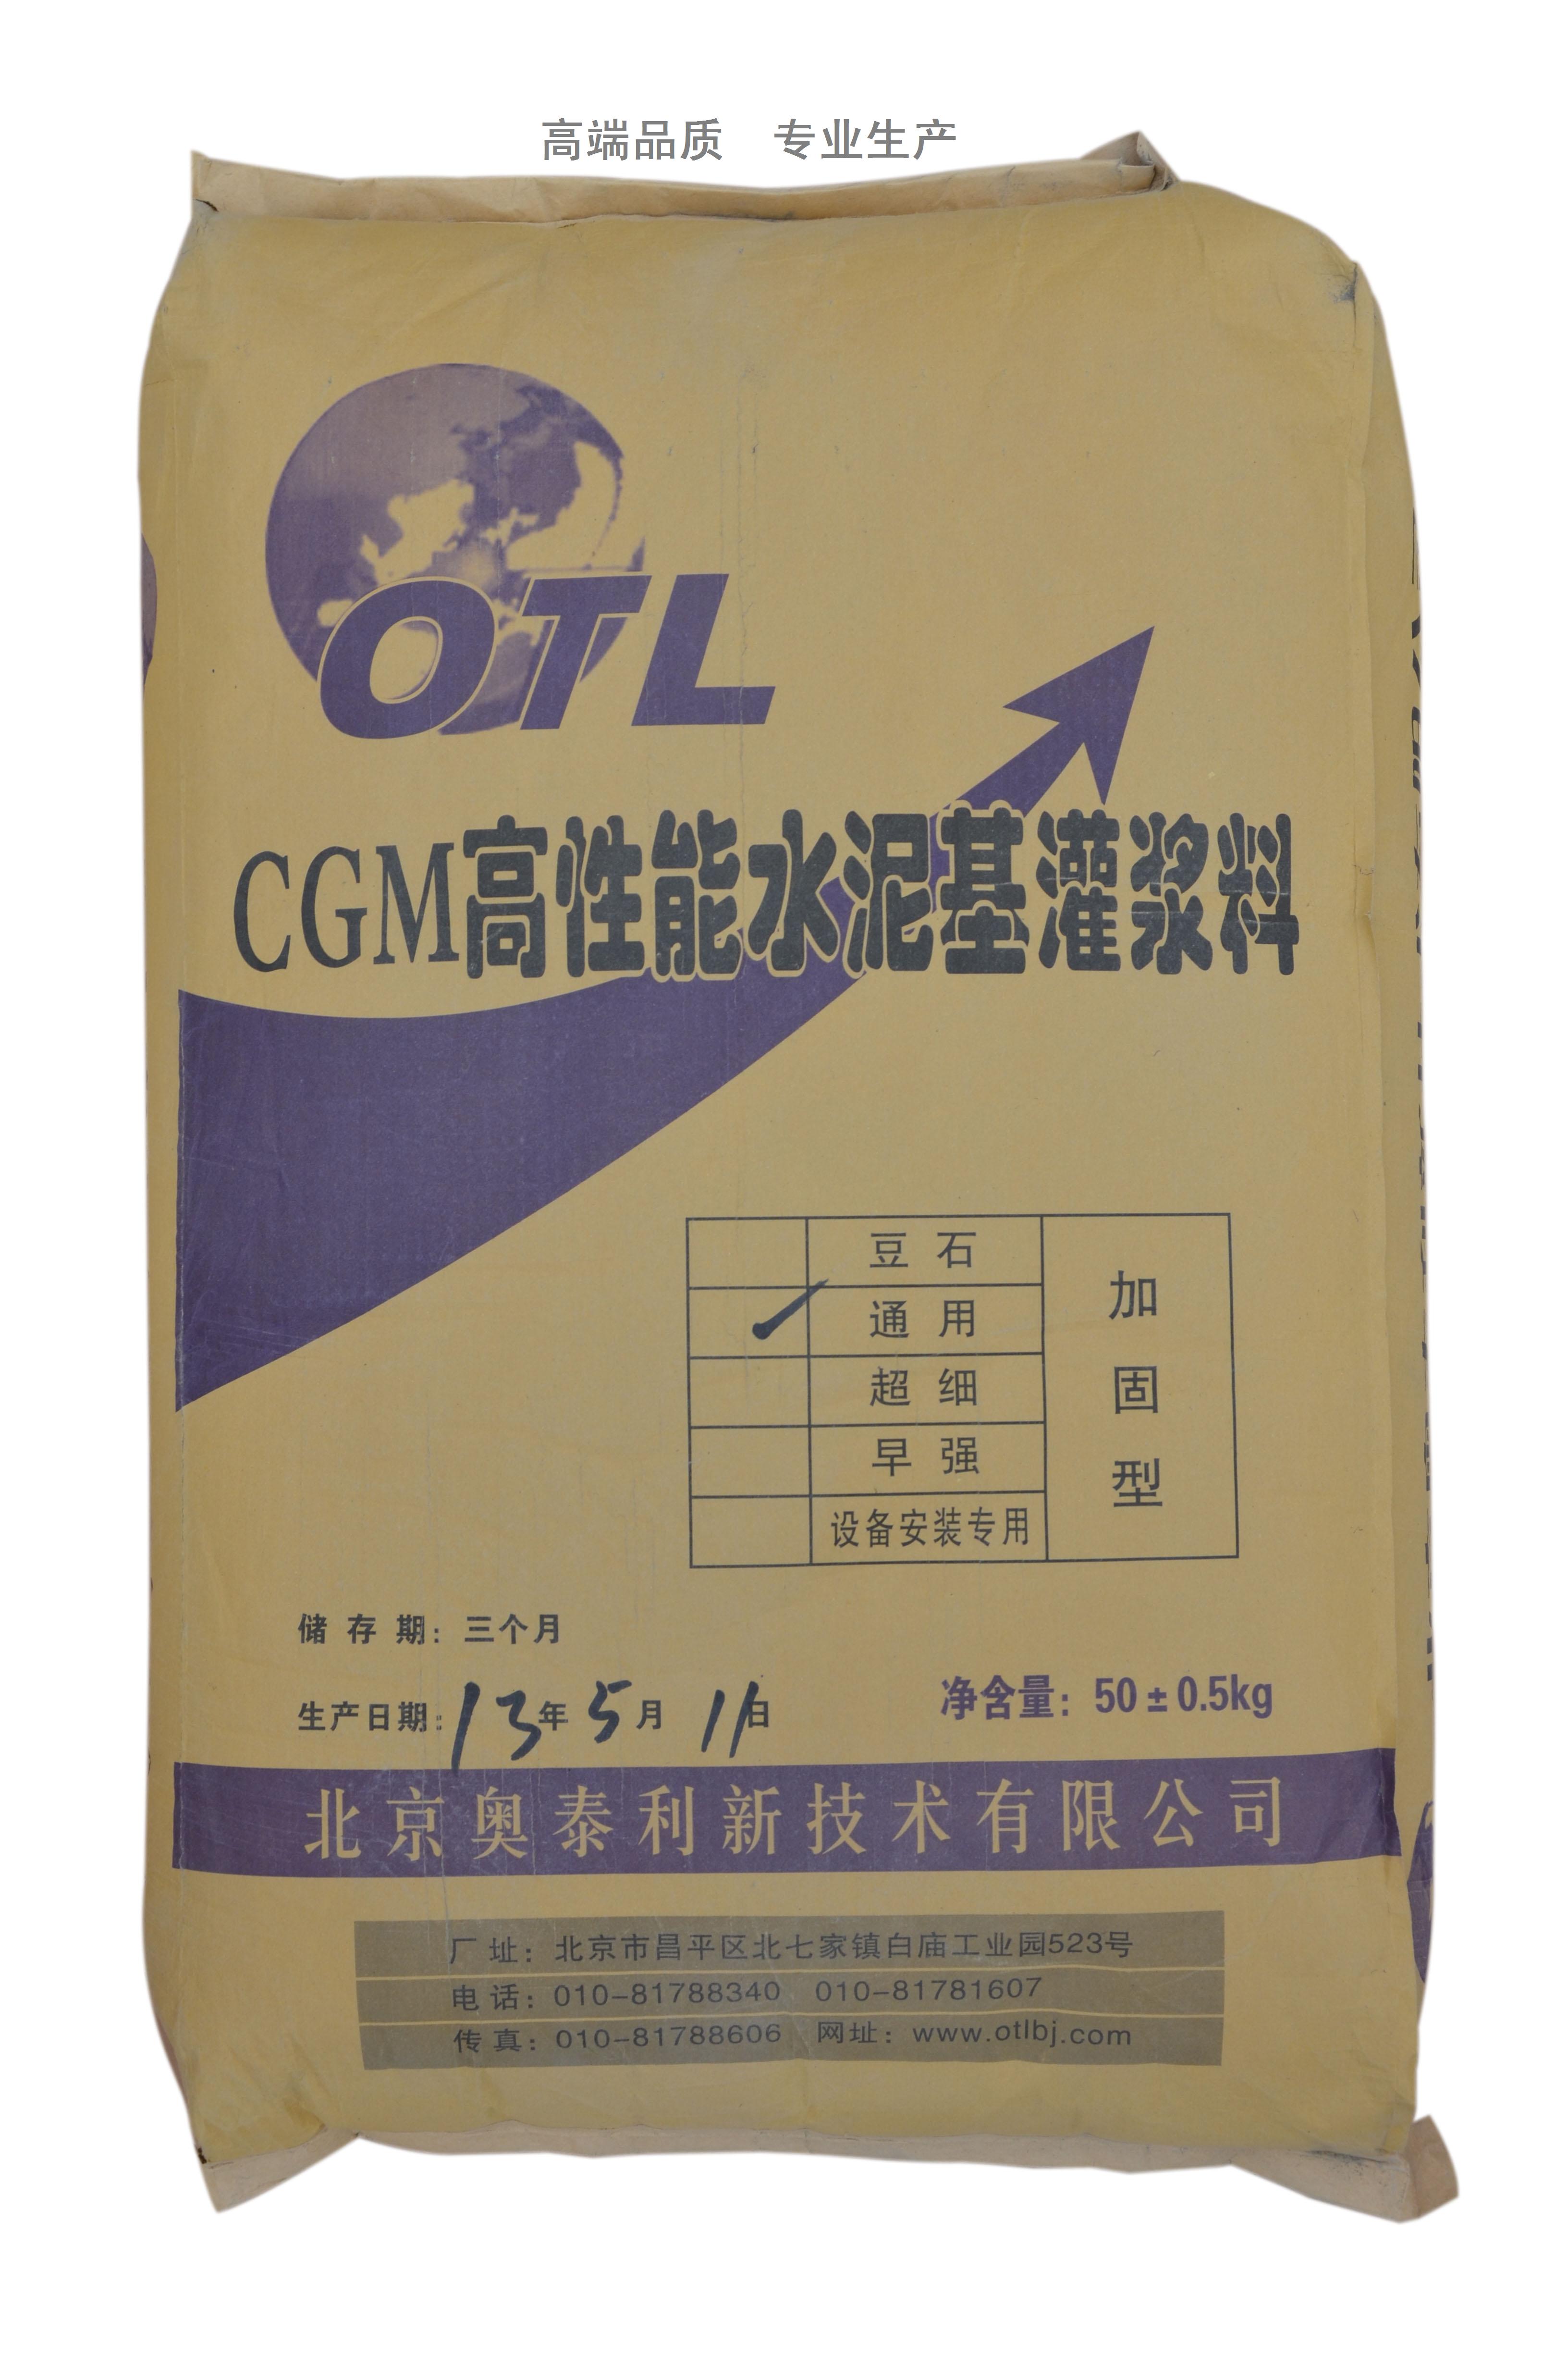 高端品质 专业生产
OTL
CGM高性能水泥基灌浆料
豆石
通用
超细
早强
设备安装专用
加固型
储存期：三个月
生产日期：13年5月11日
净含量：50±0.5kg
北京奥泰利新技术有限公司
厂址：北京市昌平区北七家镇白庙工业园523号
电话：010-81788340 010-81781607
传真：010-81788606 网址：www.otlbj.com